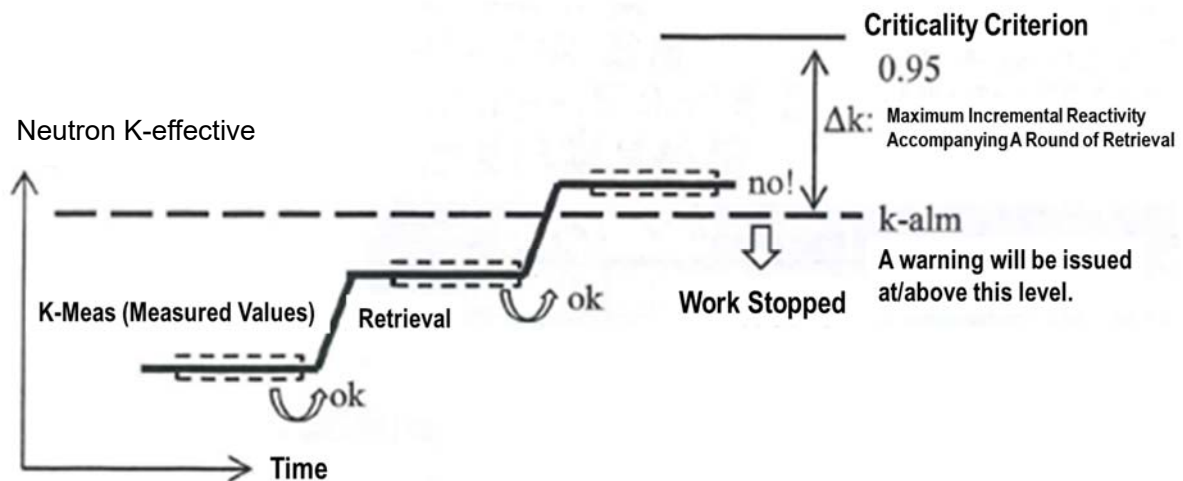 Criticality Criterion
0.95
Δk: Maximum Incremental Reactivity
Accompanying A Round of Retrieval
Neutron K-effective
no!
k-alm
A warning will be issued
at/above this level.
Work Stopped
ok
K-Meas (Measured Values)
Retrieval
ok
Time